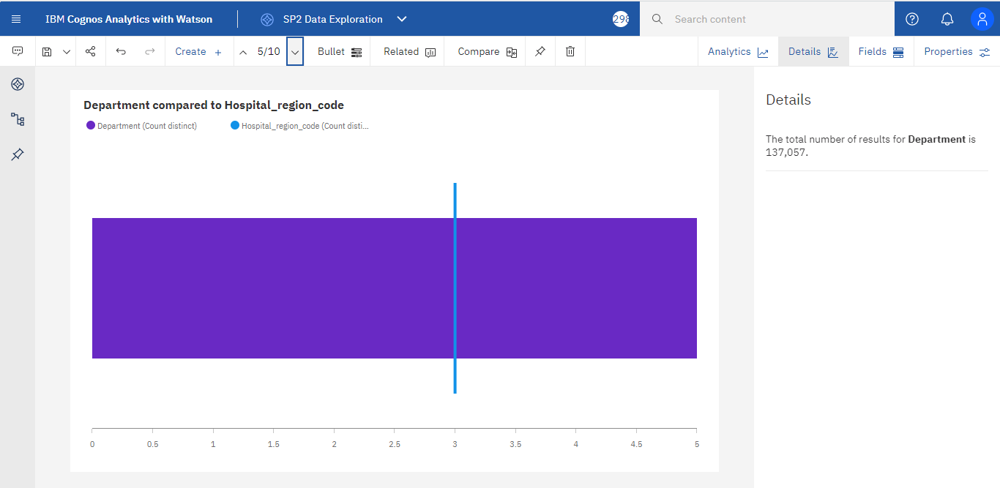 IBM Cognos Analytics with Watson
SP2 Data Exploration
298
Search content
Create +
5/10
Bullet
Related
Compare
Analytics
Details
Fields
Properties
Department compared to Hospital_region_code
Department (Count distinct)
Hospital_region_code (Count disti...
0 0.5 1 1.5 2 2.5 3 3.5 4 4.5 5
Details
The total number of results for Department is
137,057.